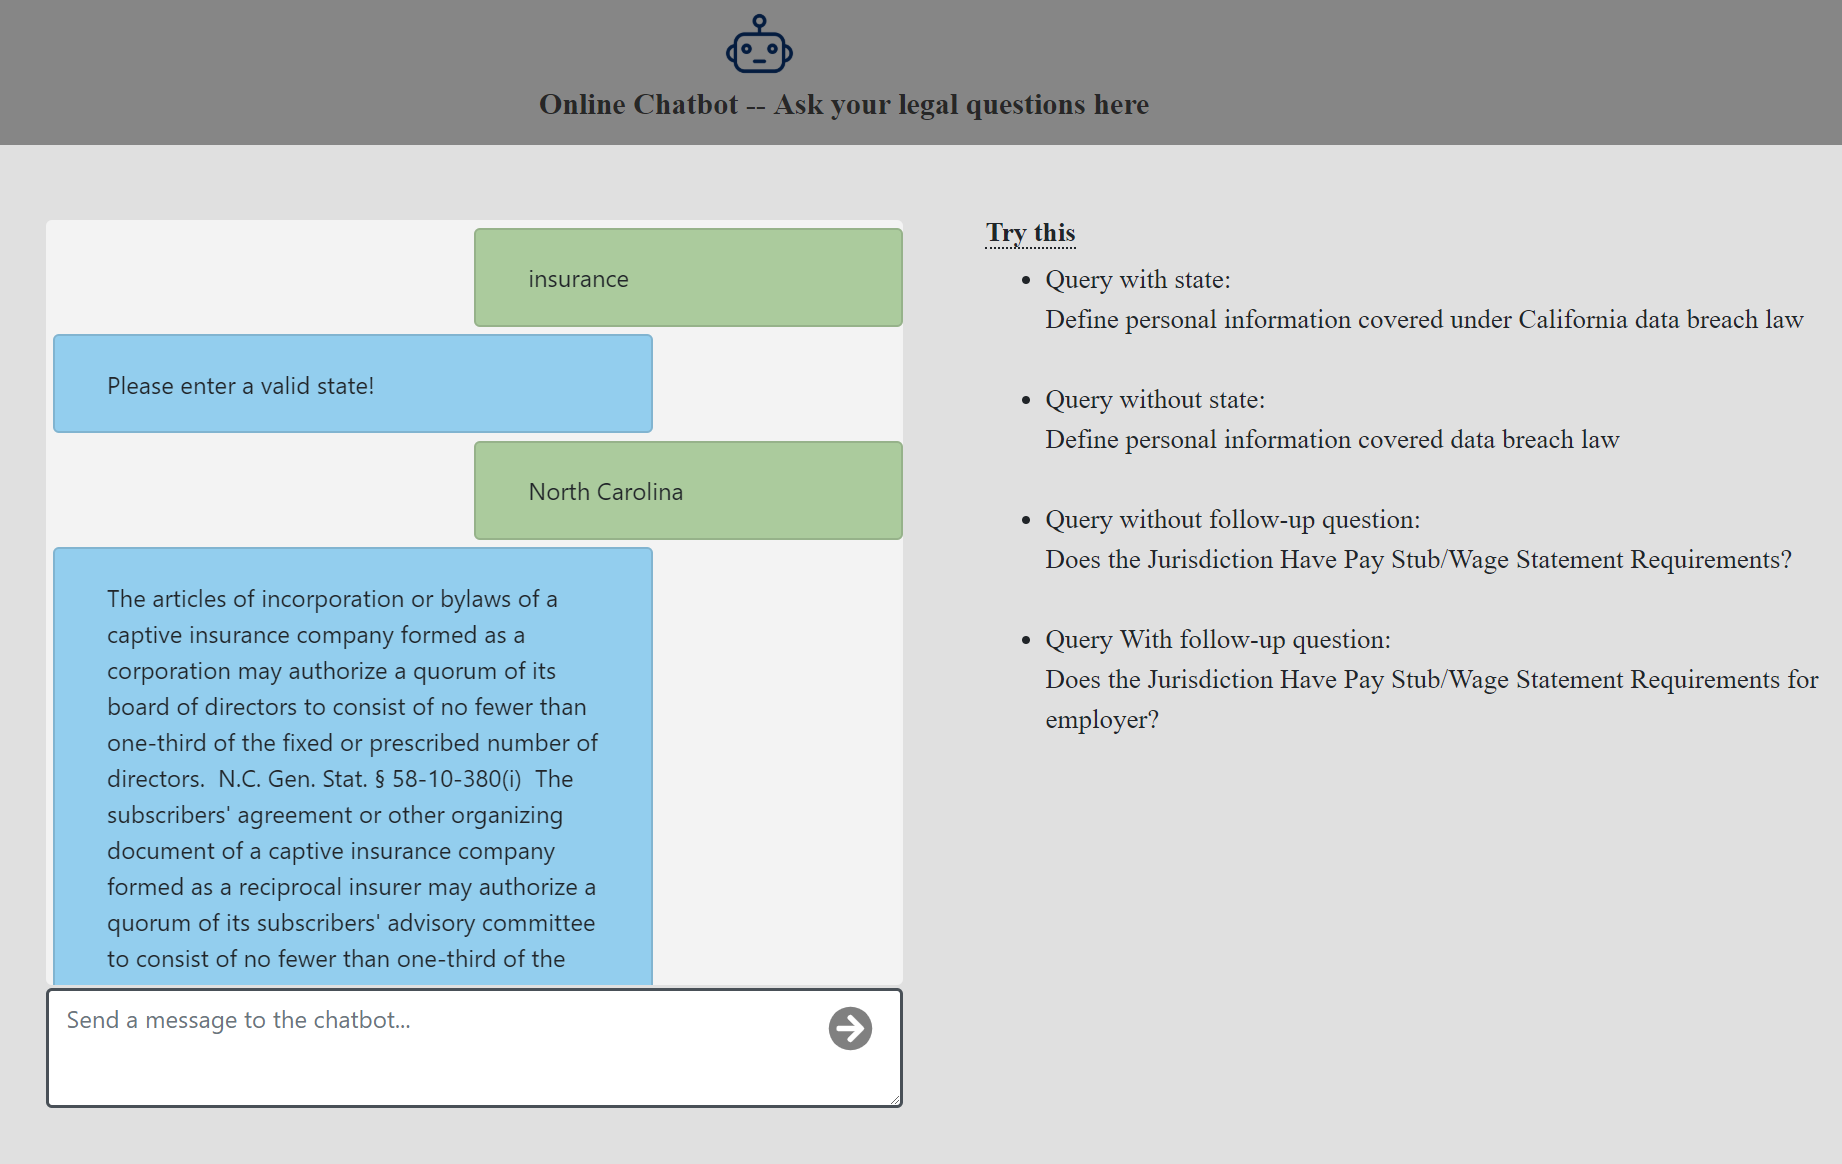 Online Chatbot -- Ask your legal questions here
insurance
Please enter a valid state!
North Carolina
The articles of incorporation or bylaws of a
captive insurance company formed as a
corporation may authorize a quorum of its
board of directors to consist of no fewer than
one-third of the fixed or prescribed number of
directors.  N.C. Gen. Stat. § 58-10-380(i)  The
subscribers' agreement or other organizing
document of a captive insurance company
formed as a reciprocal insurer may authorize a
quorum of its subscribers' advisory committee
to consist of no fewer than one-third of the
Send a message to the chatbot...
Try this
Query with state:
Define personal information covered under California data breach law
Query without state:
Define personal information covered data breach law
Query without follow-up question:
Does the Jurisdiction Have Pay Stub/Wage Statement Requirements?
Query With follow-up question:
Does the Jurisdiction Have Pay Stub/Wage Statement Requirements for
employer?